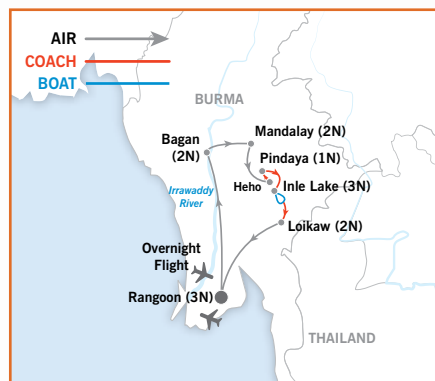 AIR
COACH
BOAT
BURMA
Mandalay (2N)
Bagan
(2N)
Pindaya (1N)
Heho
Inle Lake (3N)
Irrawaddy
River
Loikaw (2N)
Overnight
Flight
Rangoon (3N)
THAILAND